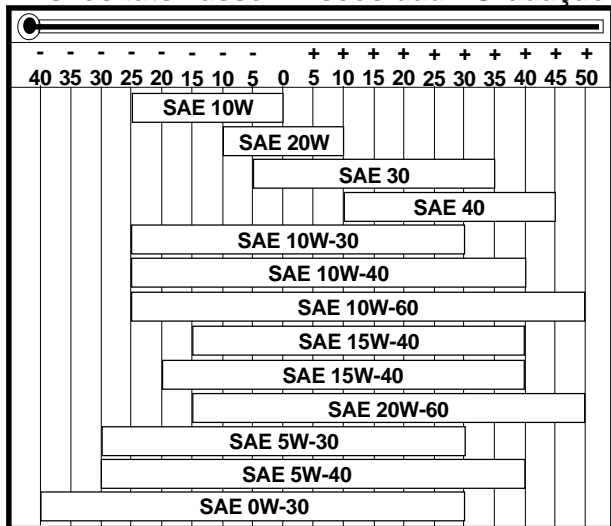 - - - - - - - - + + + + + + + + + +
40 35 30 25 20 15 10 5 0 5 10 15 20 25 30 35 40 45 50
SAE 10W
SAE 20W
SAE 30
SAE 40
SAE 10W-30
SAE 10W-40
SAE 10W-60
SAE 15W-40
SAE 15W-40
SAE 20W-60
SAE 5W-30
SAE 5W-40
SAE 0W-30